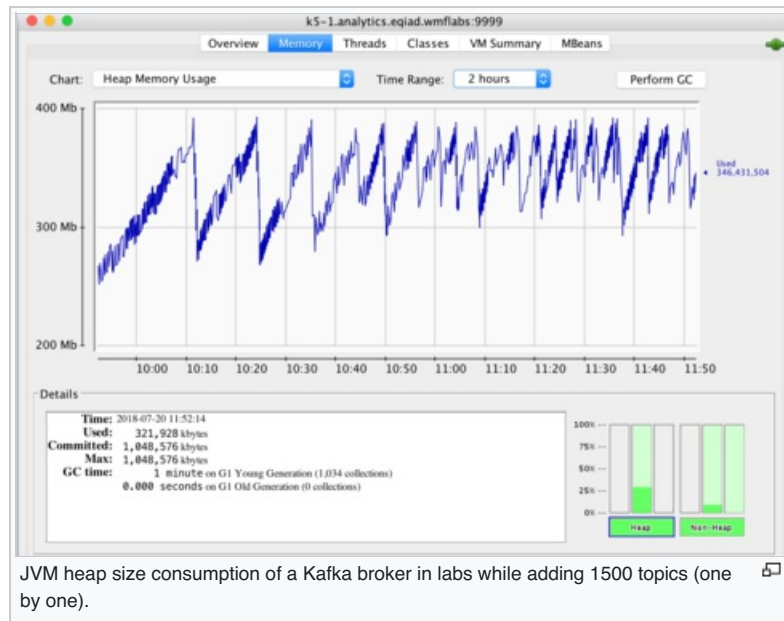 k5-1.analytics.eqiad.wmflabs:9999
Overview Memory Threads Classes VM Summary MBeans
Chart: Heap Memory Usage Time Range: 2 hours Perform GC
400 Mb
300 Mb
200 Mb
Used
346,431,504
10:00 10:10 10:20 10:30 10:40 10:50 11:00 11:10 11:20 11:30 11:40 11:50
Details
Time: 2018-07-20 11:52:14
Used: 321,928 kbytes
Committed: 1,048,576 kbytes
Max: 1,048,576 kbytes
GC time: 1 minute on G1 Young Generation (1,034 collections)
0.000 seconds on G1 Old Generation (0 collections)
100% --
75% --
50% --
25% --
0% --
Heap Non-Heap
JVM heap size consumption of a Kafka broker in labs while adding 1500 topics (one
by one).